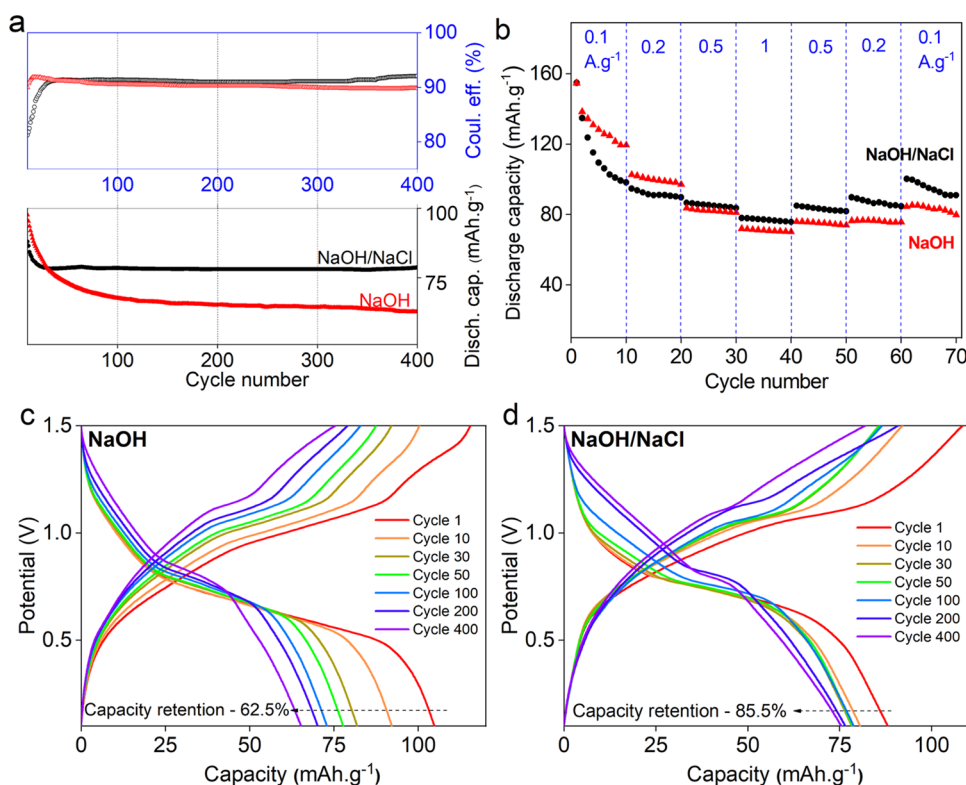 a
100
90
80
Coul. eff. (%)
100 200 300 400
100
75
Disch. cap. (mAh.g⁻¹)
NaOH/NaCl
NaOH
100 200 300 400
Cycle number
b
0.1 0.2 0.5 1 0.5 0.2 0.1
A.g⁻¹ A.g⁻¹
160
120
80
40
Discharge capacity (mAh.g⁻¹)
NaOH/NaCl
NaOH
0 10 20 30 40 50 60 70
Cycle number
c
NaOH
1.5
1.0
0.5
Potential (V)
Cycle 1
Cycle 10
Cycle 30
Cycle 50
Cycle 100
Cycle 200
Cycle 400
Capacity retention - 62.5%
0 25 50 75 100
Capacity (mAh.g⁻¹)
d
NaOH/NaCl
1.5
1.0
0.5
Potential (V)
Cycle 1
Cycle 10
Cycle 30
Cycle 50
Cycle 100
Cycle 200
Cycle 400
Capacity retention - 85.5%
0 25 50 75 100
Capacity (mAh.g⁻¹)